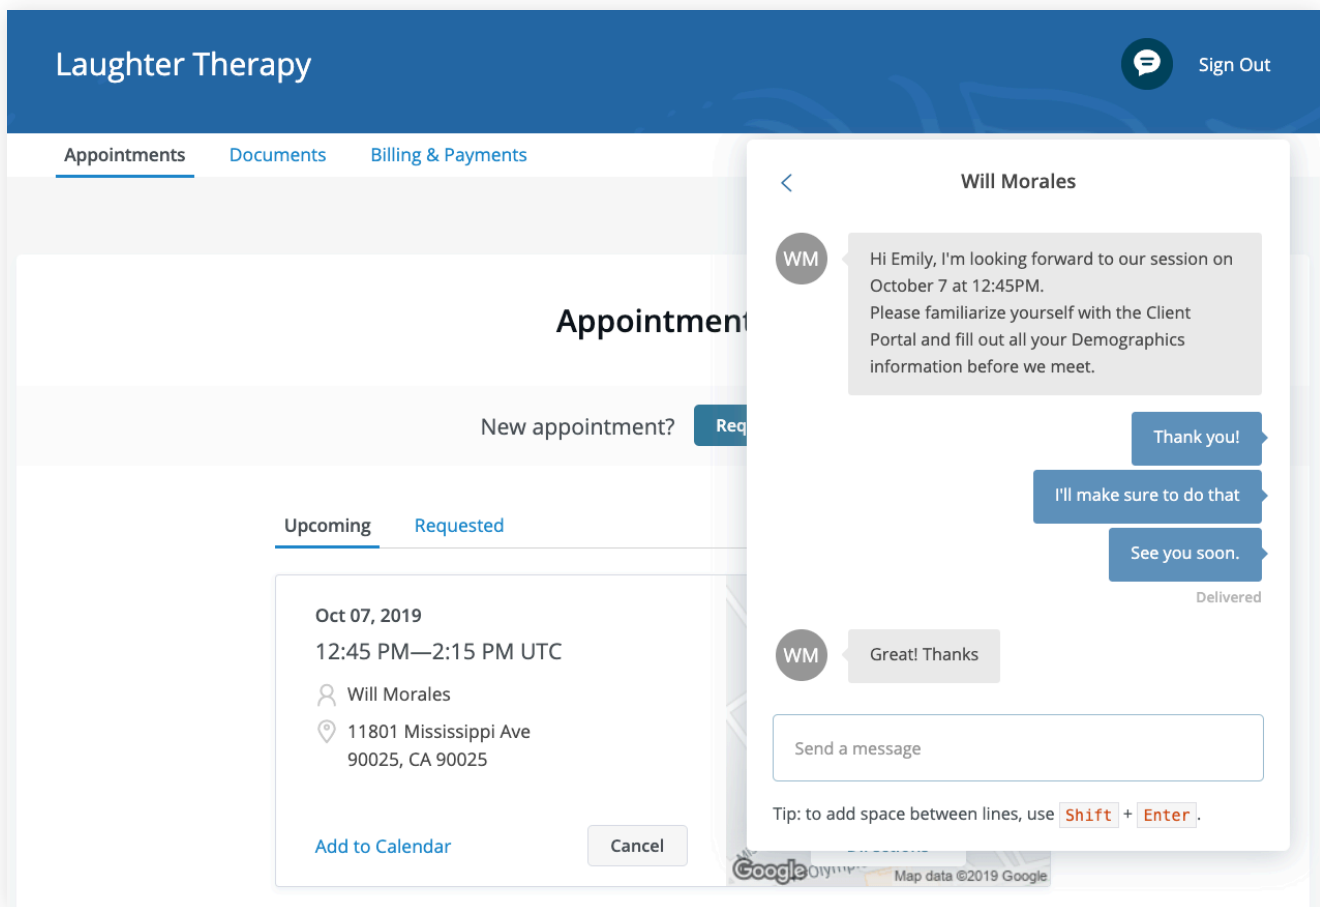 Laughter Therapy
Sign Out
Appointments
Documents
Billing & Payments
Appointment
New appointment?
Req
Upcoming
Requested
Oct 07, 2019
12:45 PM—2:15 PM UTC
Will Morales
11801 Mississippi Ave
90025, CA 90025
Add to Calendar
Cancel
Google
Map data ©2019 Google
Will Morales
WM
Hi Emily, I'm looking forward to our session on
October 7 at 12:45PM.
Please familiarize yourself with the Client
Portal and fill out all your Demographics
information before we meet.
Thank you!
I'll make sure to do that
See you soon.
Delivered
WM
Great! Thanks
Send a message
Tip: to add space between lines, use Shift + Enter.